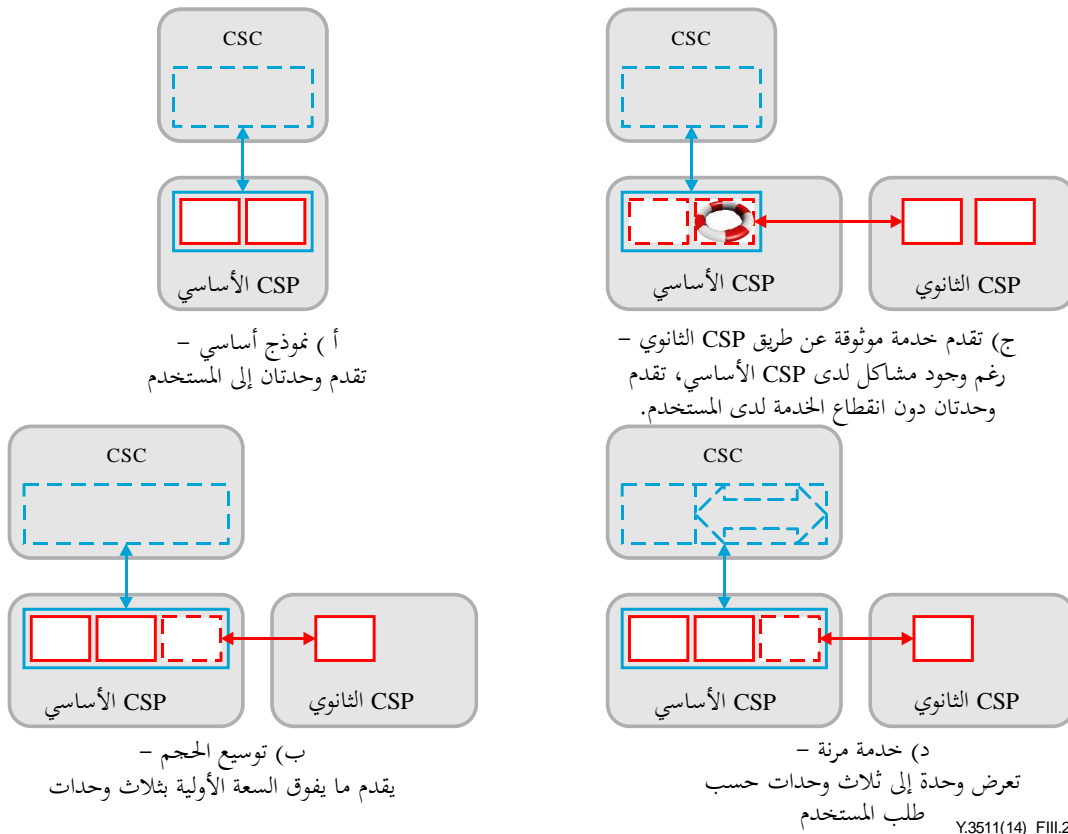 CSC
CSP الأساسي
أ ) نموذج أساسي –
تقدم وحدتان إلى المستخدم
CSC
CSP الأساسي
CSP الثانوي
ب) توسيع الحجم –
يقدم ما يفوق السعة الأولية بثلاث وحدات
CSC
CSP الأساسي
CSP الثانوي
ج) تقدم خدمة موثوقة عن طريق CSP الثانوي –
رغم وجود مشاكل لدى CSP الأساسي، تقدم
وحدتان دون انقطاع الخدمة لدى المستخدم.
CSC
CSP الأساسي
CSP الثانوي
د) خدمة مرنة –
تعرض وحدة إلى ثلاث وحدات حسب
طلب المستخدم
Y.3511(14)_FIII.2